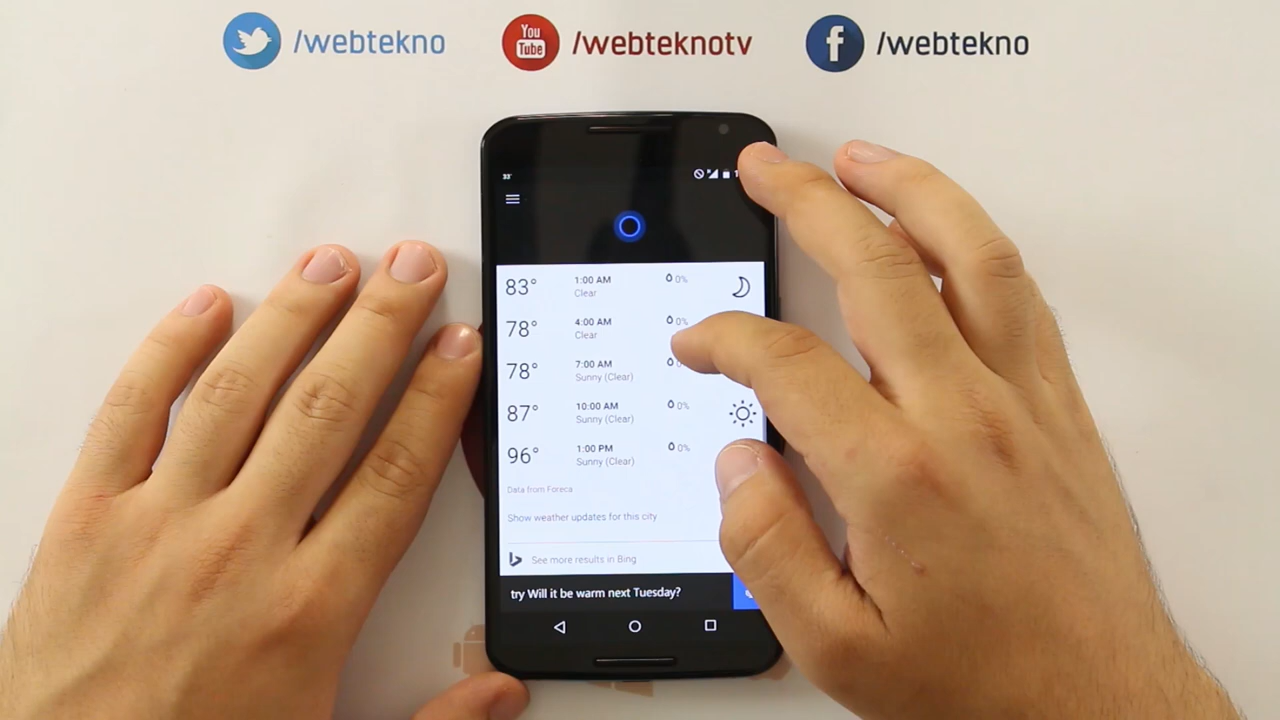 /webtekno
You
Tube
/webteknotv
f
/webtekno
33°
83° 1:00 AM 0%
Clear
78° 4:00 AM 0%
Clear
78° 7:00 AM
Sunny (Clear)
87° 10:00 AM 0%
Sunny (Clear)
96° 1:00 PM 0%
Sunny (Clear)
Data from Foreca
Show weather updates for this city
See more results in Bing
try Will it be warm next Tuesday?